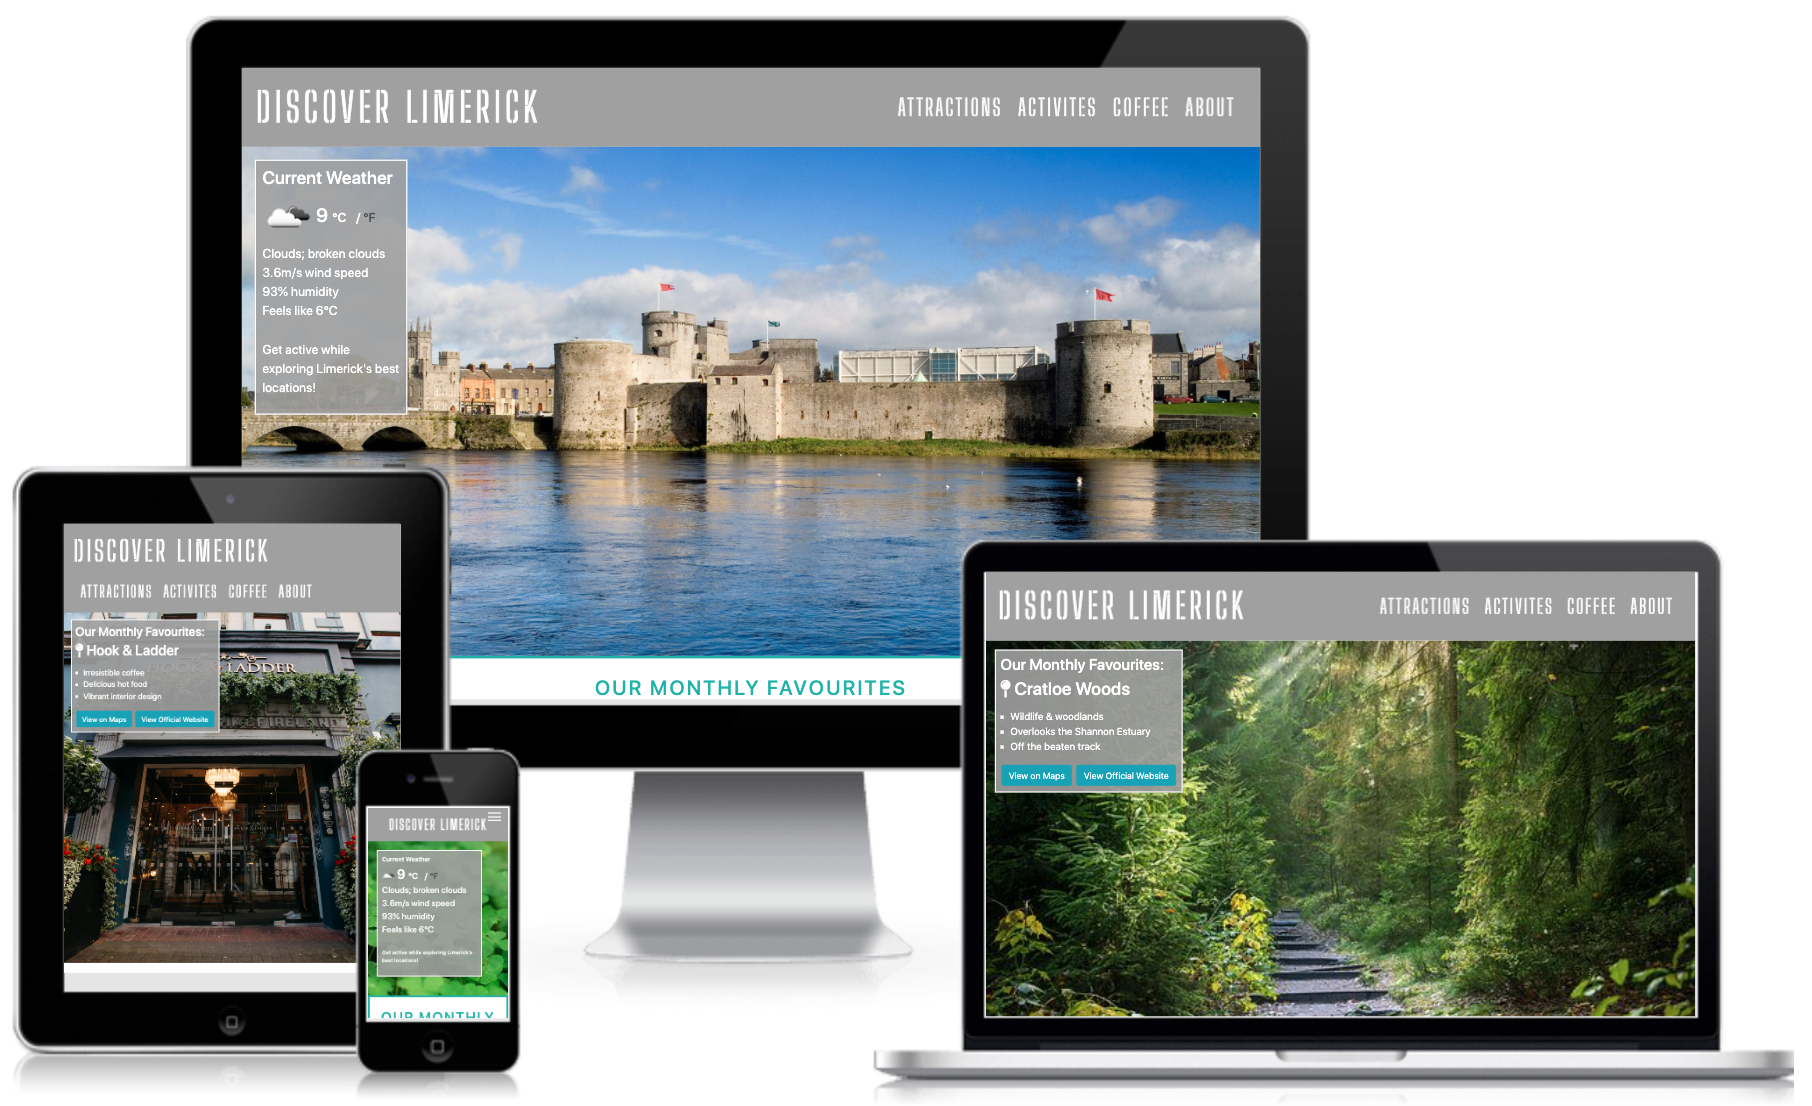 DISCOVER LIMERICK
ATTRACTIONS ACTIVITES COFFEE ABOUT
Current Weather
9 °C / °F
Clouds; broken clouds
3.6m/s wind speed
93% humidity
Feels like 6°C
Get active while
exploring Limerick's best
locations!
OUR MONTHLY FAVOURITES
DISCOVER LIMERICK
ATTRACTIONS ACTIVITES COFFEE ABOUT
Our Monthly Favourites:
Hook & Ladder
Irresistible coffee
Delicious hot food
Vibrant interior design
View on Maps View Official Website
HOOK & LADDER
OF IRELAND
DISCOVER LIMERICK
Current Weather
9 °C / °F
Clouds; broken clouds
3.6m/s wind speed
93% humidity
Feels like 6°C
Get active while exploring Limerick's
best locations!
OUR MONTHLY
DISCOVER LIMERICK
ATTRACTIONS ACTIVITES COFFEE ABOUT
Our Monthly Favourites:
Cratloe Woods
Wildlife & woodlands
Overlooks the Shannon Estuary
Off the beaten track
View on Maps View Official Website